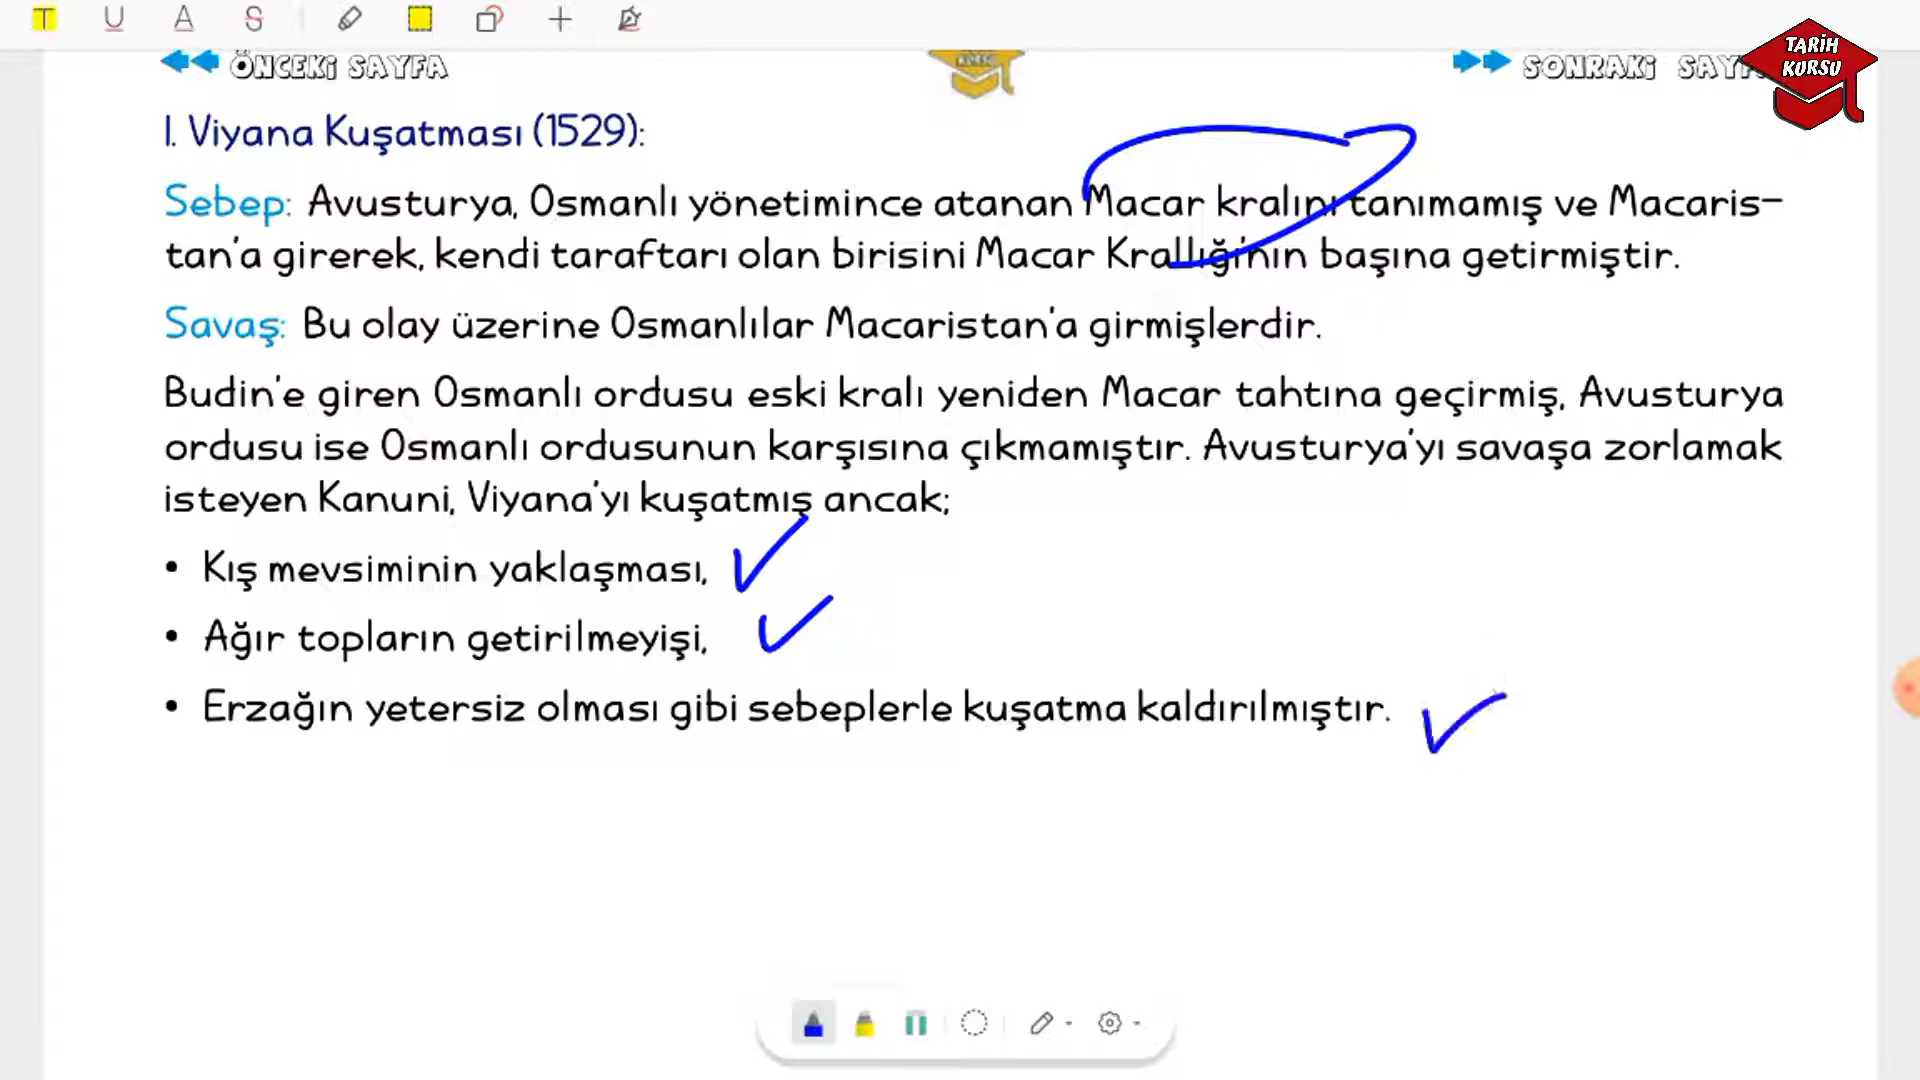 ÖNCEKİ SAYFA
SONRAKİ
TARİH
KURSU
I. Viyana Kuşatması (1529):
Sebep: Avusturya, Osmanlı yönetimince atanan Macar kralını tanımamış ve Macaris-
tan'a girerek, kendi taraftarı olan birisini Macar Krallığı'nın başına getirmiştir.
Savaş: Bu olay üzerine Osmanlılar Macaristan'a girmişlerdir.
Budin'e giren Osmanlı ordusu eski kralı yeniden Macar tahtına geçirmiş, Avusturya
ordusu ise Osmanlı ordusunun karşısına çıkmamıştır. Avusturya'yı savaşa zorlamak
isteyen Kanuni, Viyana'yı kuşatmış ancak;
• Kış mevsiminin yaklaşması,
• Ağır topların getirilmeyişi,
• Erzağın yetersiz olması gibi sebeplerle kuşatma kaldırılmıştır.